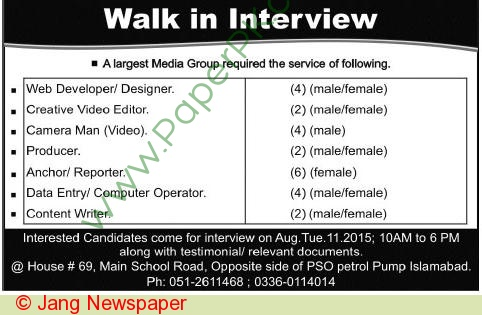 Walk in Interview
■ A largest Media Group required the service of following.
■ Web Developer/ Designer. (4) (male/female)
■ Creative Video Editor. (2) (male/female)
■ Camera Man (Video). (4) (male)
■ Producer. (2) (male/female)
■ Anchor/ Reporter. (6) (female)
■ Data Entry/ Computer Operator. (4) (male/female)
■ Content Writer. (2) (male/female)
Interested Candidates come for interview on Aug.Tue.11.2015; 10AM to 6 PM
along with testimonial/ relevant documents.
@ House # 69, Main School Road, Opposite side of PSO petrol Pump Islamabad.
Ph: 051-2611468 ; 0336-0114014
© Jang Newspaper